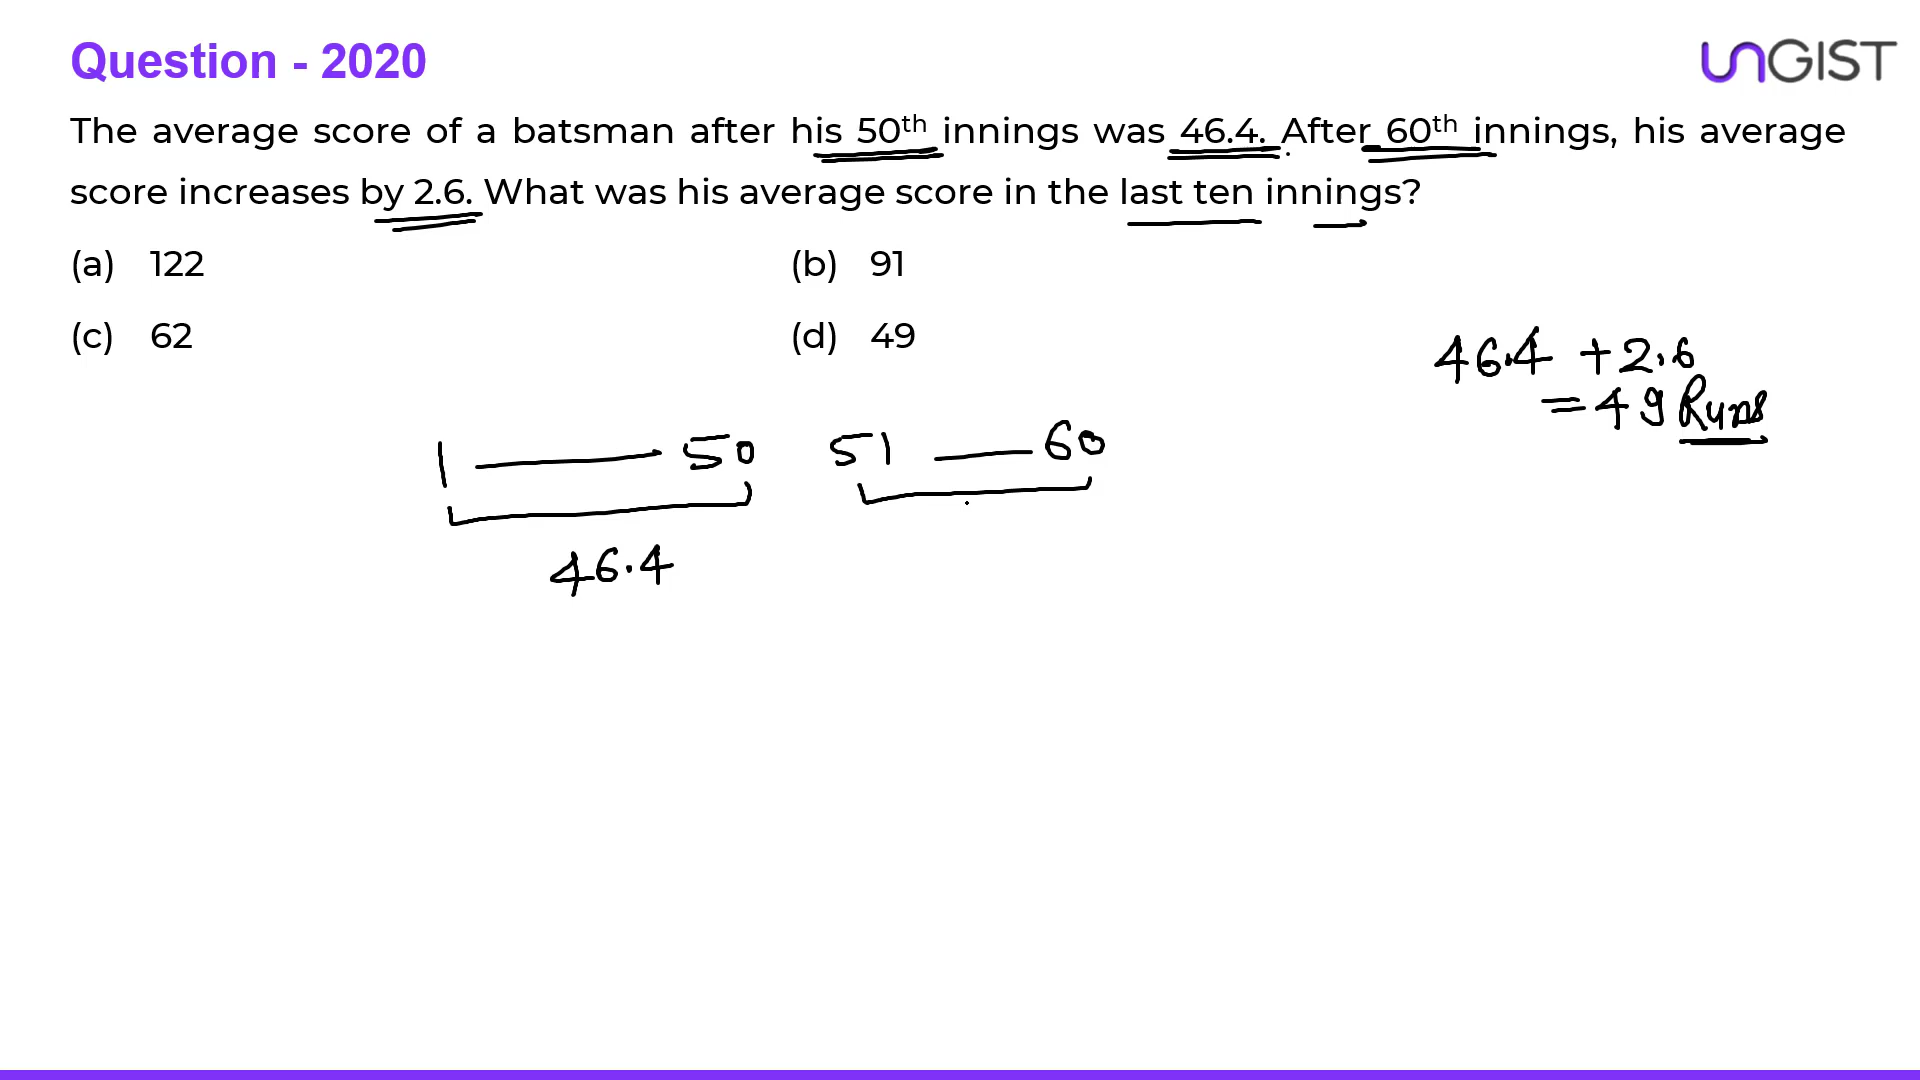 Question - 2020
UNGIST
The average score of a batsman after his 50th innings was 46.4. After 60th innings, his average
score increases by 2.6. What was his average score in the last ten innings?
(a) 122
(b) 91
(c) 62
(d) 49
46.4 + 2.6
= 49 Runs
1 — 50 51 — 60
46.4